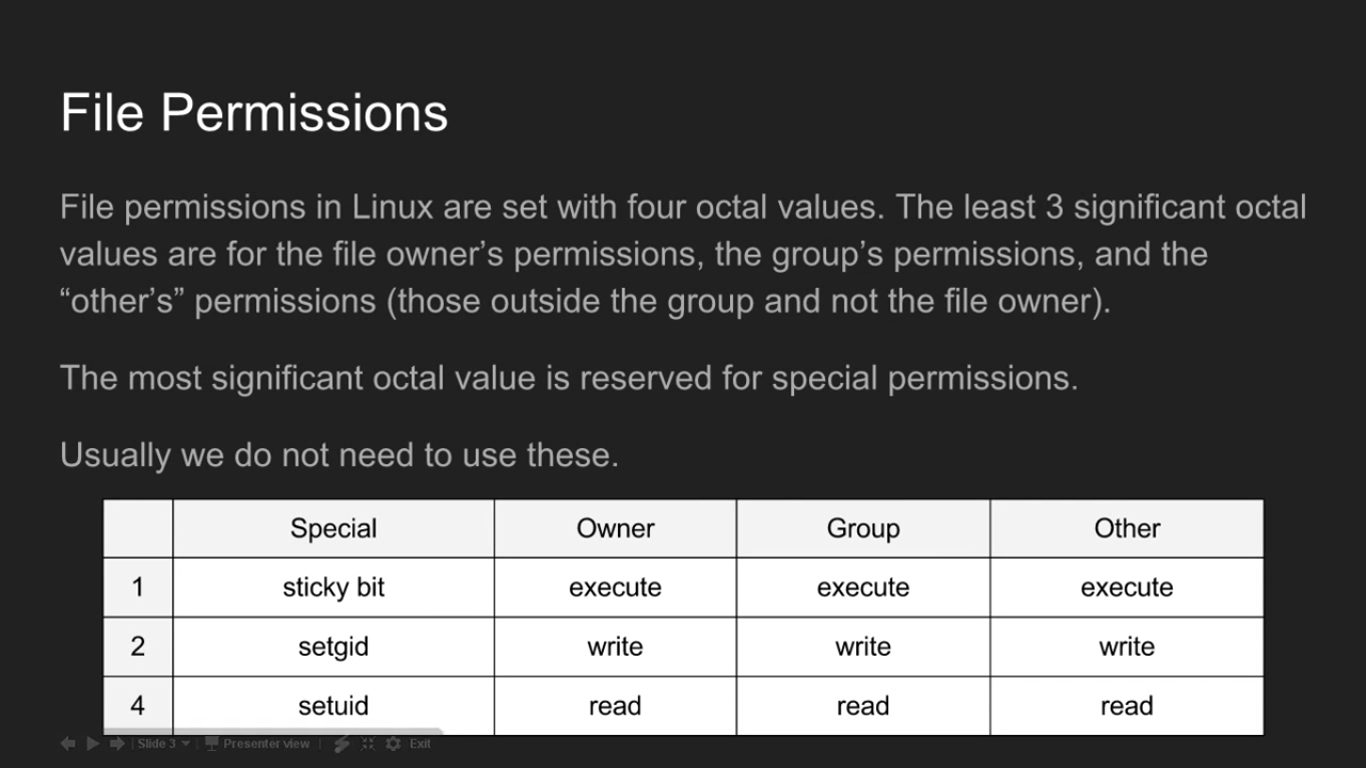 File Permissions
File permissions in Linux are set with four octal values. The least 3 significant octal
values are for the file owner’s permissions, the group’s permissions, and the
“other’s” permissions (those outside the group and not the file owner).
The most significant octal value is reserved for special permissions.
Usually we do not need to use these.
Special Owner Group Other
1 sticky bit execute execute execute
2 setgid write write write
4 setuid read read read
Slide 3 Presenter view Exit